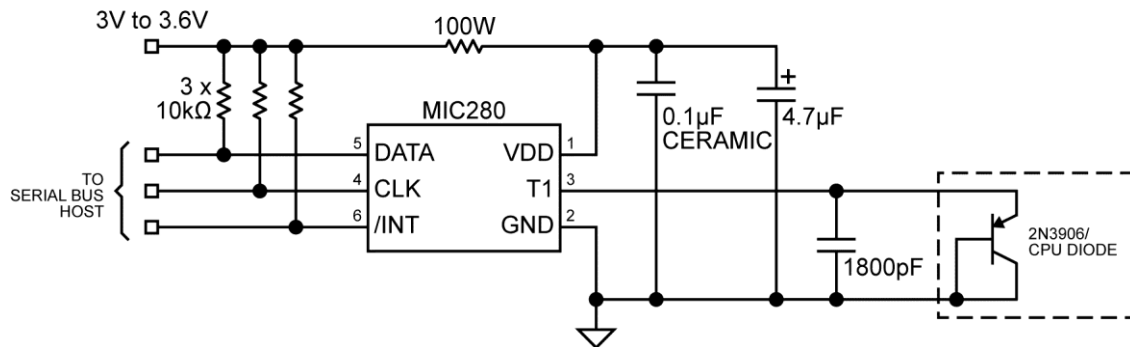 3V to 3.6V
100W
3 x
10kΩ
MIC280
0.1µF
CERAMIC
+
4.7µF
5
DATA
VDD
1
TO
SERIAL BUS
HOST
4
CLK
T1
3
6
/INT
GND
2
1800pF
2N3906/
CPU DIODE